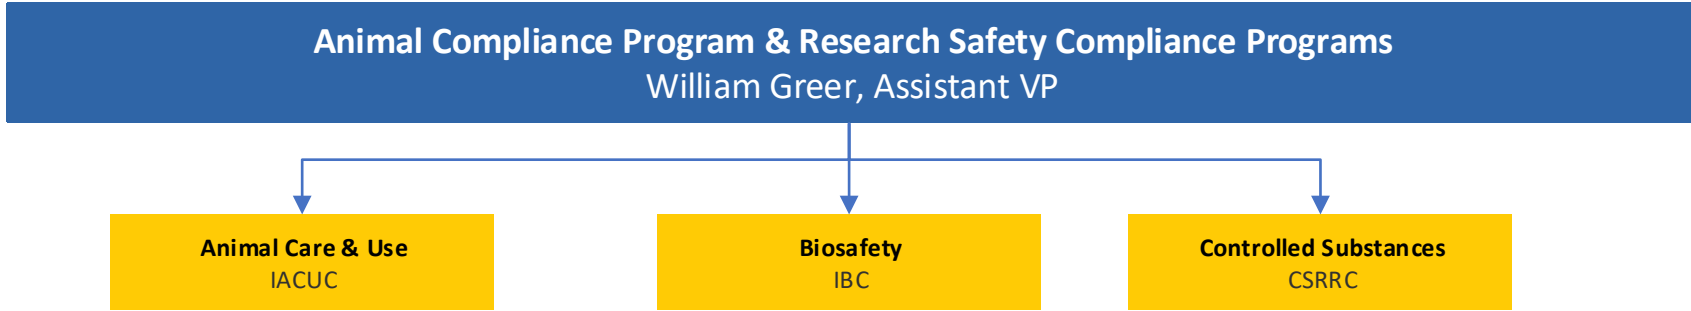 Animal Compliance Program & Research Safety Compliance Programs
William Greer, Assistant VP
Animal Care & Use
IACUC
Biosafety
IBC
Controlled Substances
CSRRC